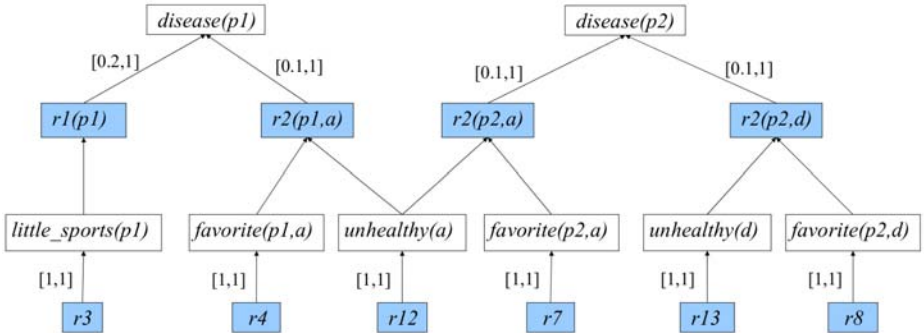 disease(p1) disease(p2)
[0.2,1] [0.1,1] [0.1,1] [0.1,1]
r1(p1) r2(p1,a) r2(p2,a) r2(p2,d)
little_sports(p1) favorite(p1,a) unhealthy(a) favorite(p2,a) unhealthy(d) favorite(p2,d)
[1,1] [1,1] [1,1] [1,1] [1,1] [1,1]
r3 r4 r12 r7 r13 r8